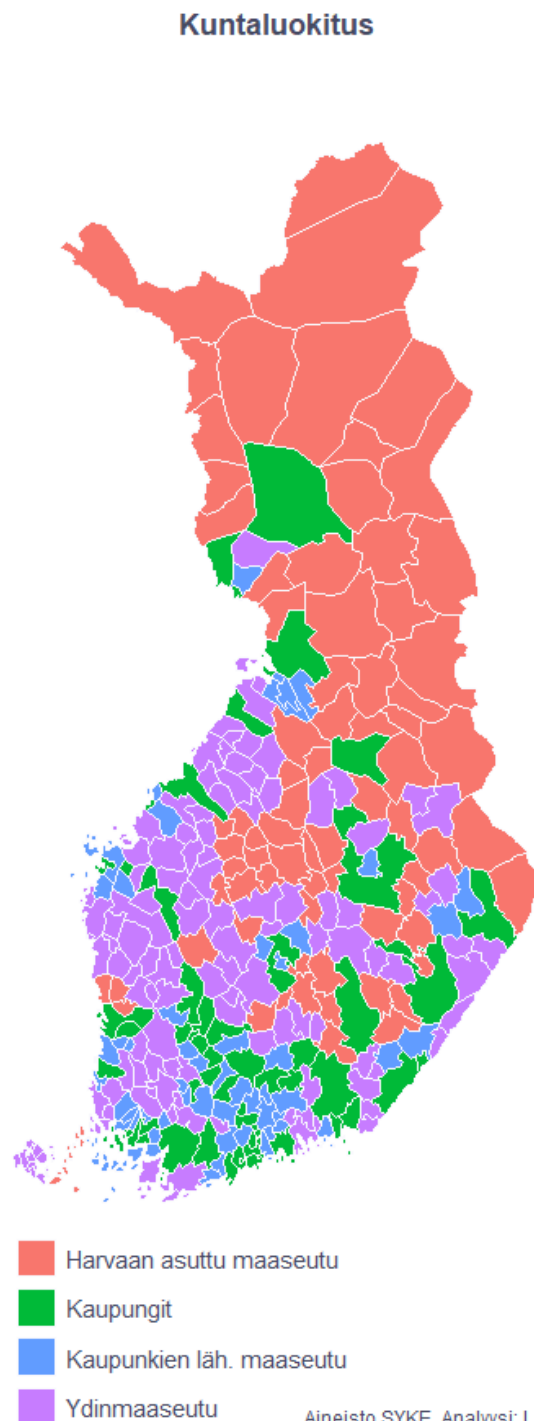 Kuntaluokitus
Harvaan asuttu maaseutu
Kaupungit
Kaupunkien läh. maaseutu
Ydinmaaseutu
Aineisto SYKE, Analyysi: